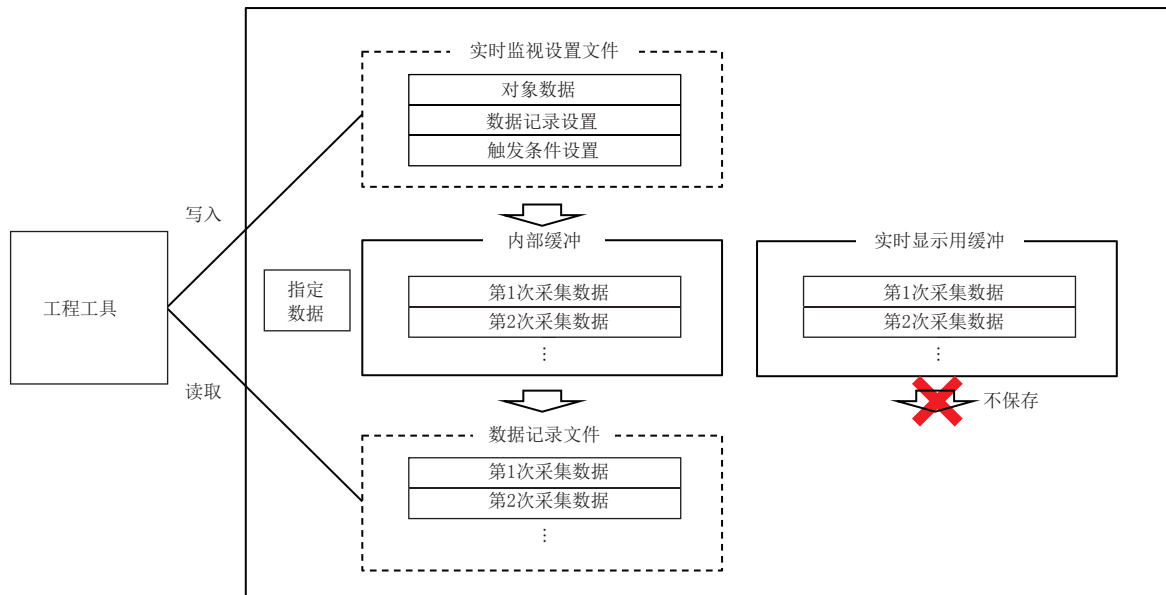 实时监视设置文件
对象数据
数据记录设置
触发条件设置
写入
工程工具
读取
指定
数据
内部缓冲
第1次采集数据
第2次采集数据
⋮
实时显示用缓冲
第1次采集数据
第2次采集数据
⋮
不保存
数据记录文件
第1次采集数据
第2次采集数据
⋮